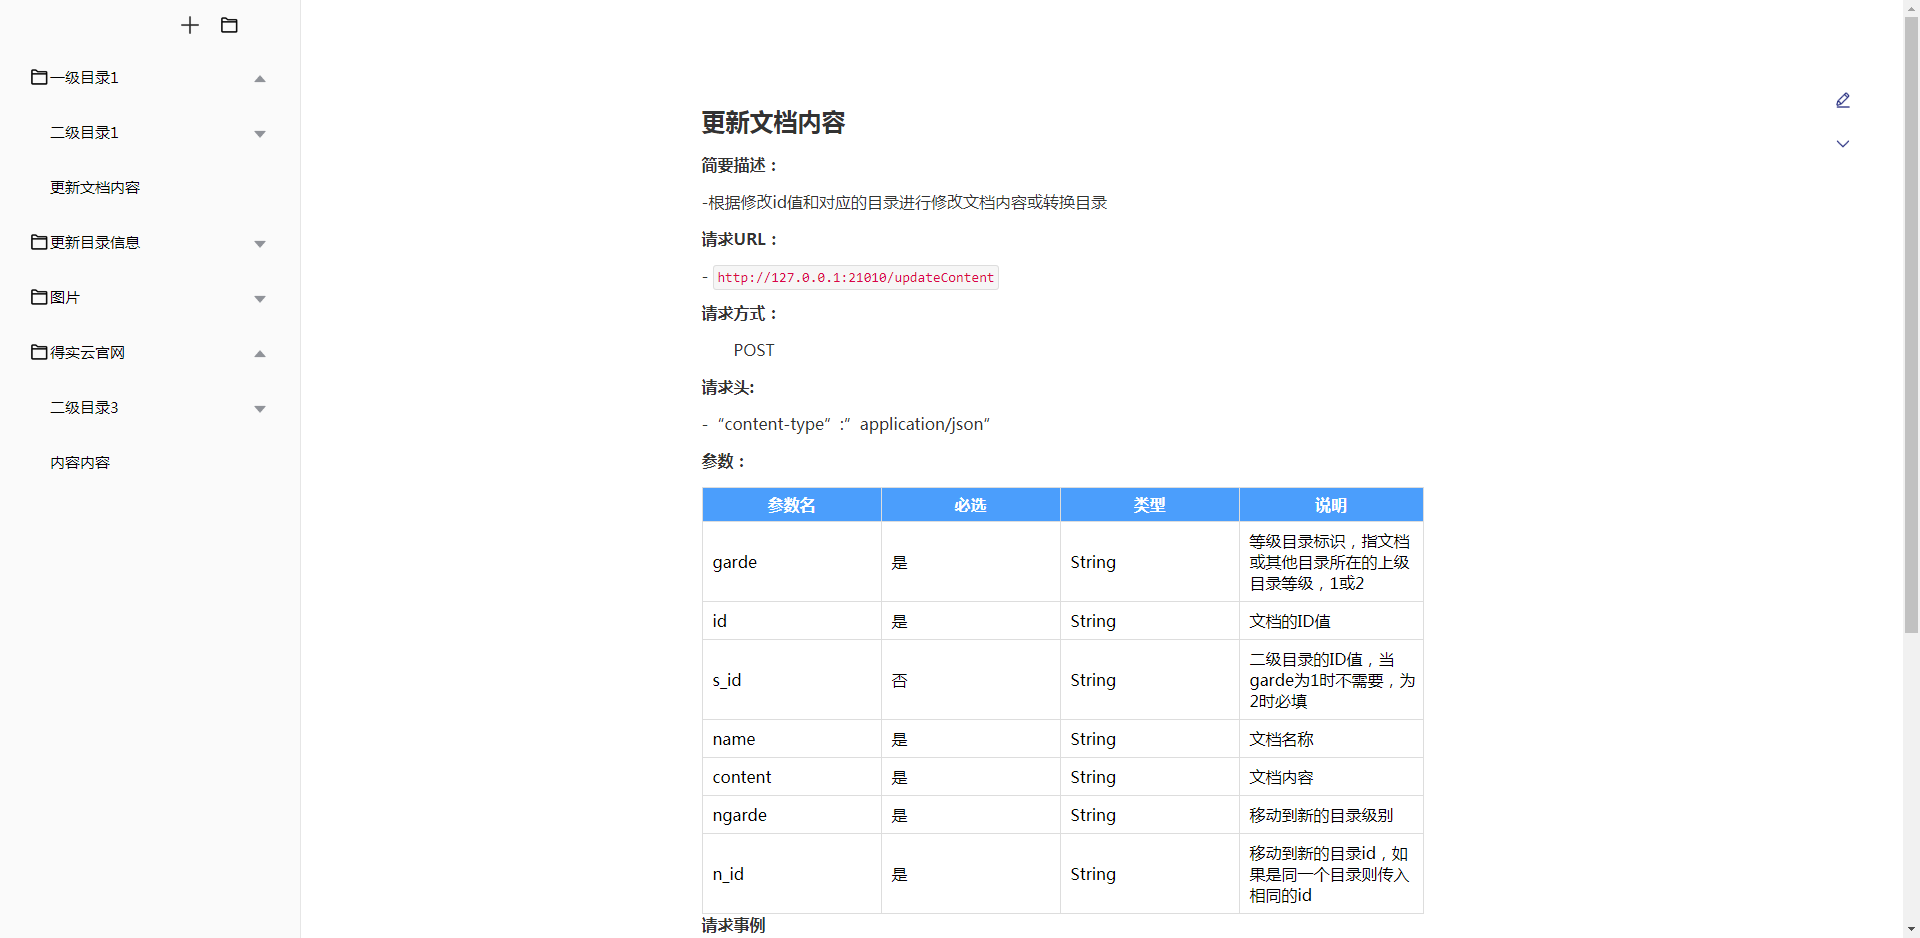 一级目录1
二级目录1
更新文档内容
更新目录信息
图片
得实云官网
二级目录3
内容内容
更新文档内容
简要描述：
-根据修改id值和对应的目录进行修改文档内容或转换目录
请求URL：
- http://127.0.0.1:21010/updateContent
请求方式：
POST
请求头:
- “content-type” :” application/json”
参数：
参数名 必选 类型 说明
garde 是 String 等级目录标识，指文档
或其他目录所在的上级
目录等级，1或2
id 是 String 文档的ID值
s_id 否 String 二级目录的ID值，当
garde为1时不需要，为
2时必填
name 是 String 文档名称
content 是 String 文档内容
ngarde 是 String 移动到新的目录级别
n_id 是 String 移动到新的目录id，如
果是同一个目录则传入
相同的id
请求事例